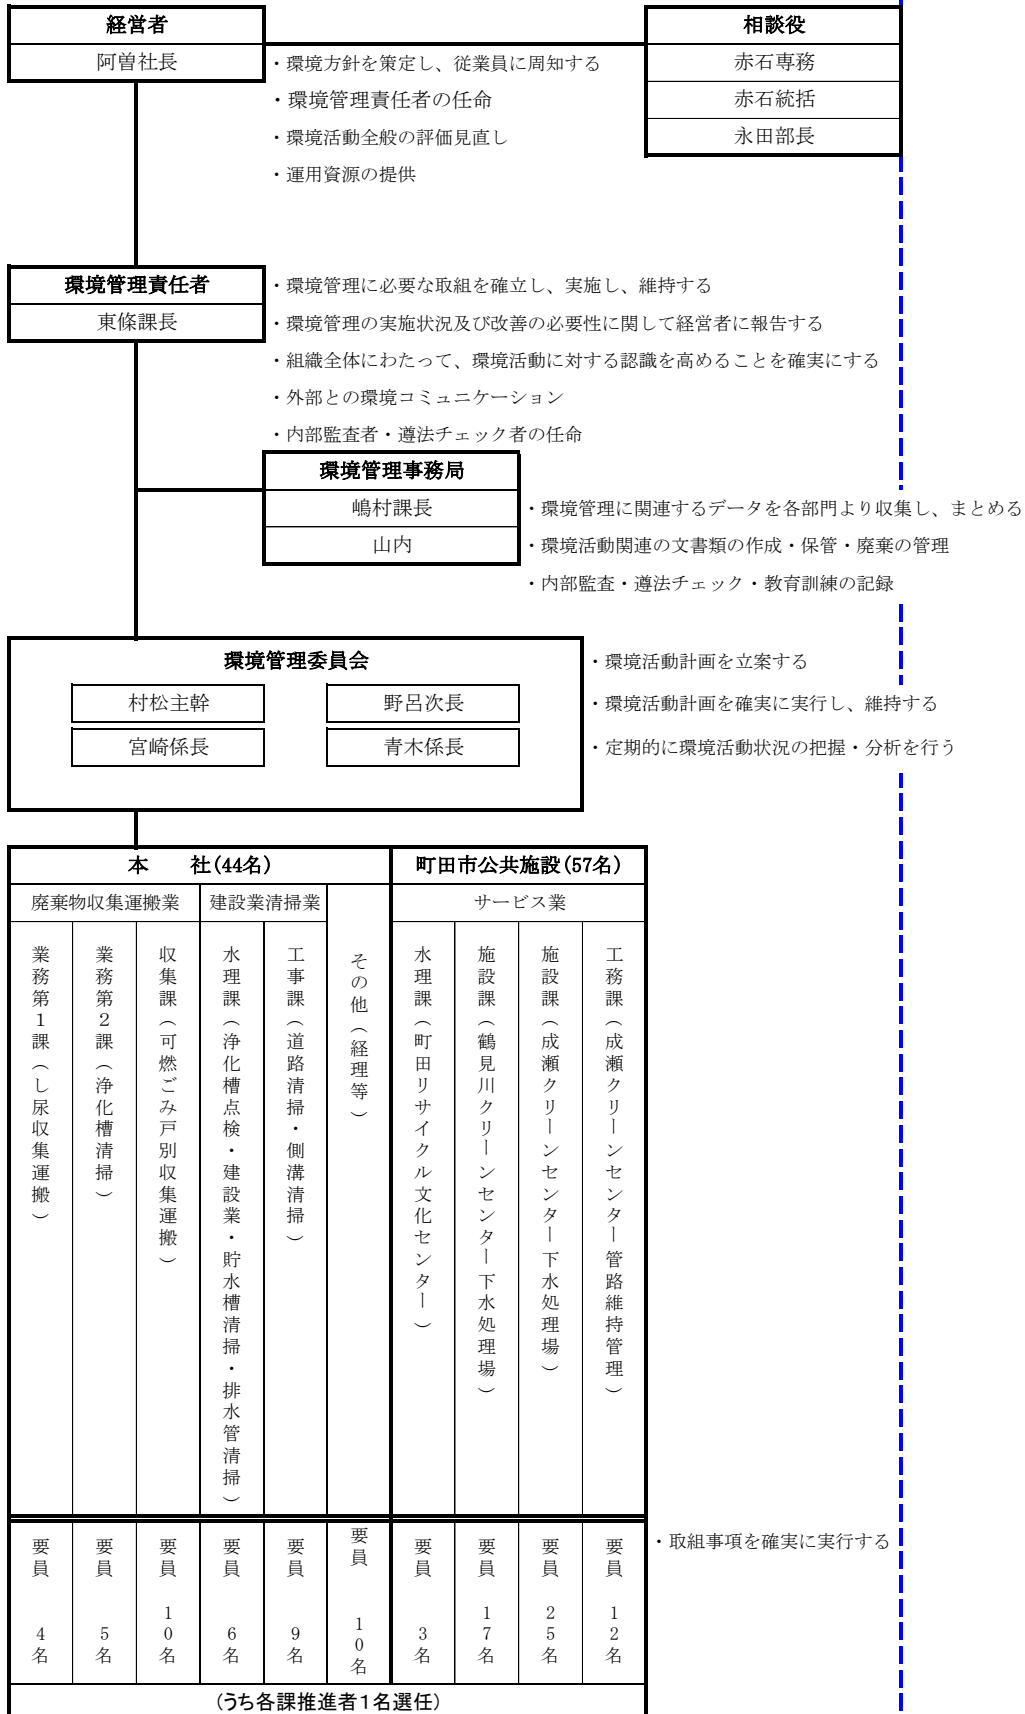 経営者
相談役
阿曽社長
・環境方針を策定し、従業員に周知する
赤石専務
・環境管理責任者の任命
赤石統括
・環境活動全般の評価見直し
永田部長
・運用資源の提供
環境管理責任者
・環境管理に必要な取組を確立し、実施し、維持する
東條課長
・環境管理の実施状況及び改善の必要性に関して経営者に報告する
・組織全体にわたって、環境活動に対する認識を高めることを確実にする
・外部との環境コミュニケーション
・内部監査者・遵法チェック者の任命
環境管理事務局
嶋村課長
・環境管理に関連するデータを各部門より収集し、まとめる
山内
・環境活動関連の文書類の作成・保管・廃棄の管理
・内部監査・遵法チェック・教育訓練の記録
環境管理委員会
・環境活動計画を立案する
村松主幹
野呂次長
・環境活動計画を確実に実行し、維持する
宮崎係長
青木係長
・定期的に環境活動状況の把握・分析を行う
本　　社(44名)
町田市公共施設(57名)
廃棄物収集運搬業
建設業清掃業
サービス業
業務第1課（し尿収集運搬）
業務第2課（浄化槽清掃）
収集課（可燃ごみ戸別収集運搬）
水理課（浄化槽点検・建設業・貯水槽清掃・排水管清掃）
工事課（道路清掃・側溝清掃）
その他（経理等）
水理課（町田リサイクル文化センター）
施設課（鶴見川クリーンセンター下水処理場）
施設課（成瀬クリーンセンター下水処理場）
工務課（成瀬クリーンセンター管路維持管理）
要員　4名
要員　5名
要員　10名
要員　6名
要員　9名
要員　10名
要員　3名
要員　17名
要員　25名
要員　12名
・取組事項を確実に実行する
(うち各課推進者1名選任)